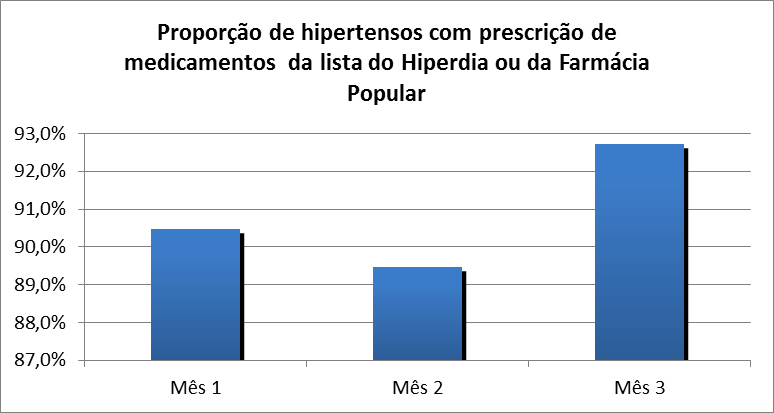 Proporção de hipertensos com prescrição de
medicamentos  da lista do Hiperdia ou da Farmácia
Popular
93,0%
92,0%
91,0%
90,0%
89,0%
88,0%
87,0%
Mês 1
Mês 2
Mês 3